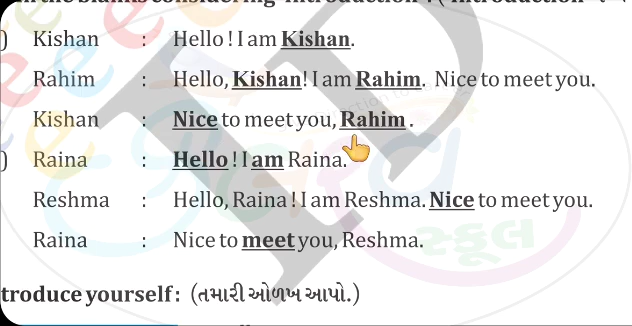 Kishan : Hello! I am Kishan.
Rahim : Hello, Kishan! I am Rahim. Nice to meet you.
Kishan : Nice to meet you, Rahim.
) Raina : Hello! I am Raina.
Reshma : Hello, Raina! I am Reshma. Nice to meet you.
Raina : Nice to meet you, Reshma.
troduce yourself: (તમારી ઓળખ આપો.)